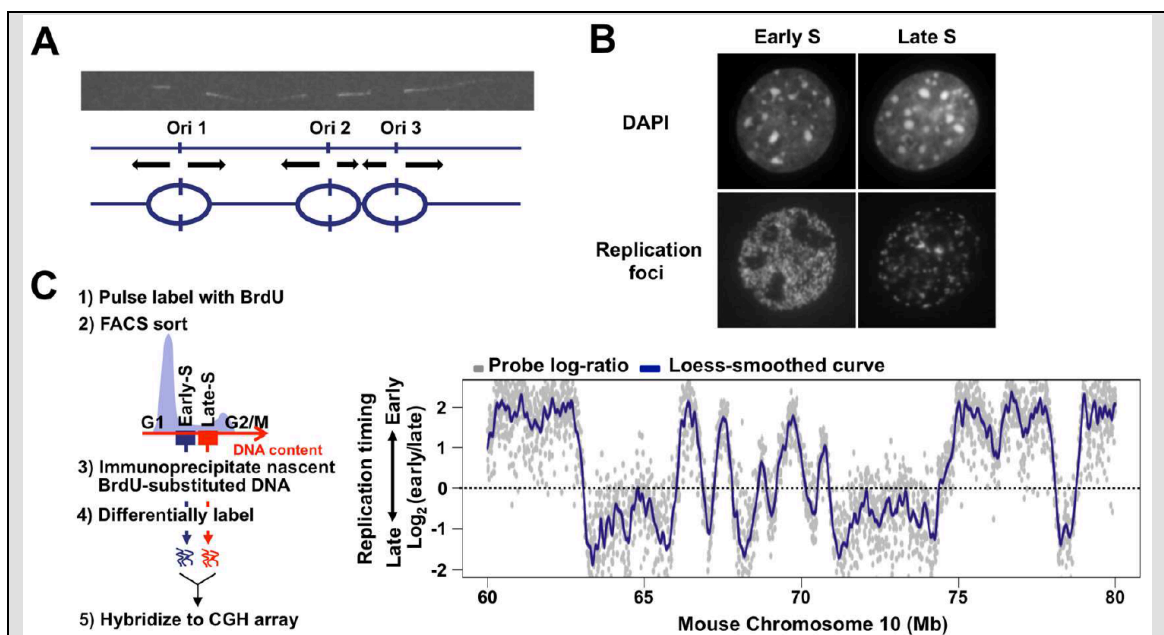 A
Ori 1 Ori 2 Ori 3
B
Early S Late S
DAPI
Replication
foci
C
1) Pulse label with BrdU
2) FACS sort
Early-S
Late-S
G1 G2/M
DNA content
3) Immunoprecipitate nascent
BrdU-substituted DNA
4) Differentially label
5) Hybridize to CGH array
Probe log-ratio Loess-smoothed curve
Replication timing
Late Early
Log2 (early/late)
2
1
0
-1
-2
60 65 70 75 80
Mouse Chromosome 10 (Mb)